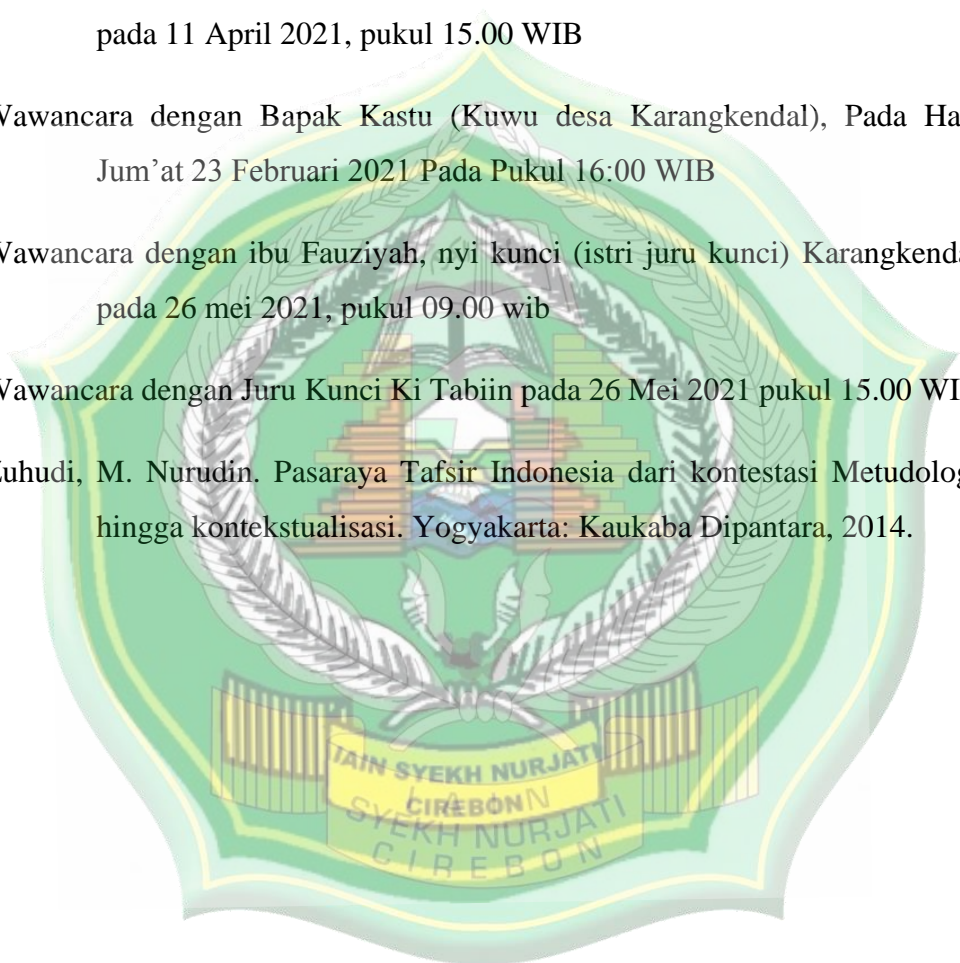 pada 11 April 2021, pukul 15.00 WIB
Wawancara dengan Bapak Kastu (Kuwu desa Karangkendal), Pada Ha
Jum’at 23 Februari 2021 Pada Pukul 16:00 WIB
Wawancara dengan ibu Fauziyah, nyi kunci (istri juru kunci) Karangkenda
pada 26 mei 2021, pukul 09.00 wib
Wawancara dengan Juru Kunci Ki Tabiin pada 26 Mei 2021 pukul 15.00 WI
Zuhudi, M. Nurudin. Pasaraya Tafsir Indonesia dari kontestasi Metudolog
hingga kontekstualisasi. Yogyakarta: Kaukaba Dipantara, 2014.
IAIN SYEKH NURJATI
CIREBON
IAIN
SYEKH NURJATI
CIREBON